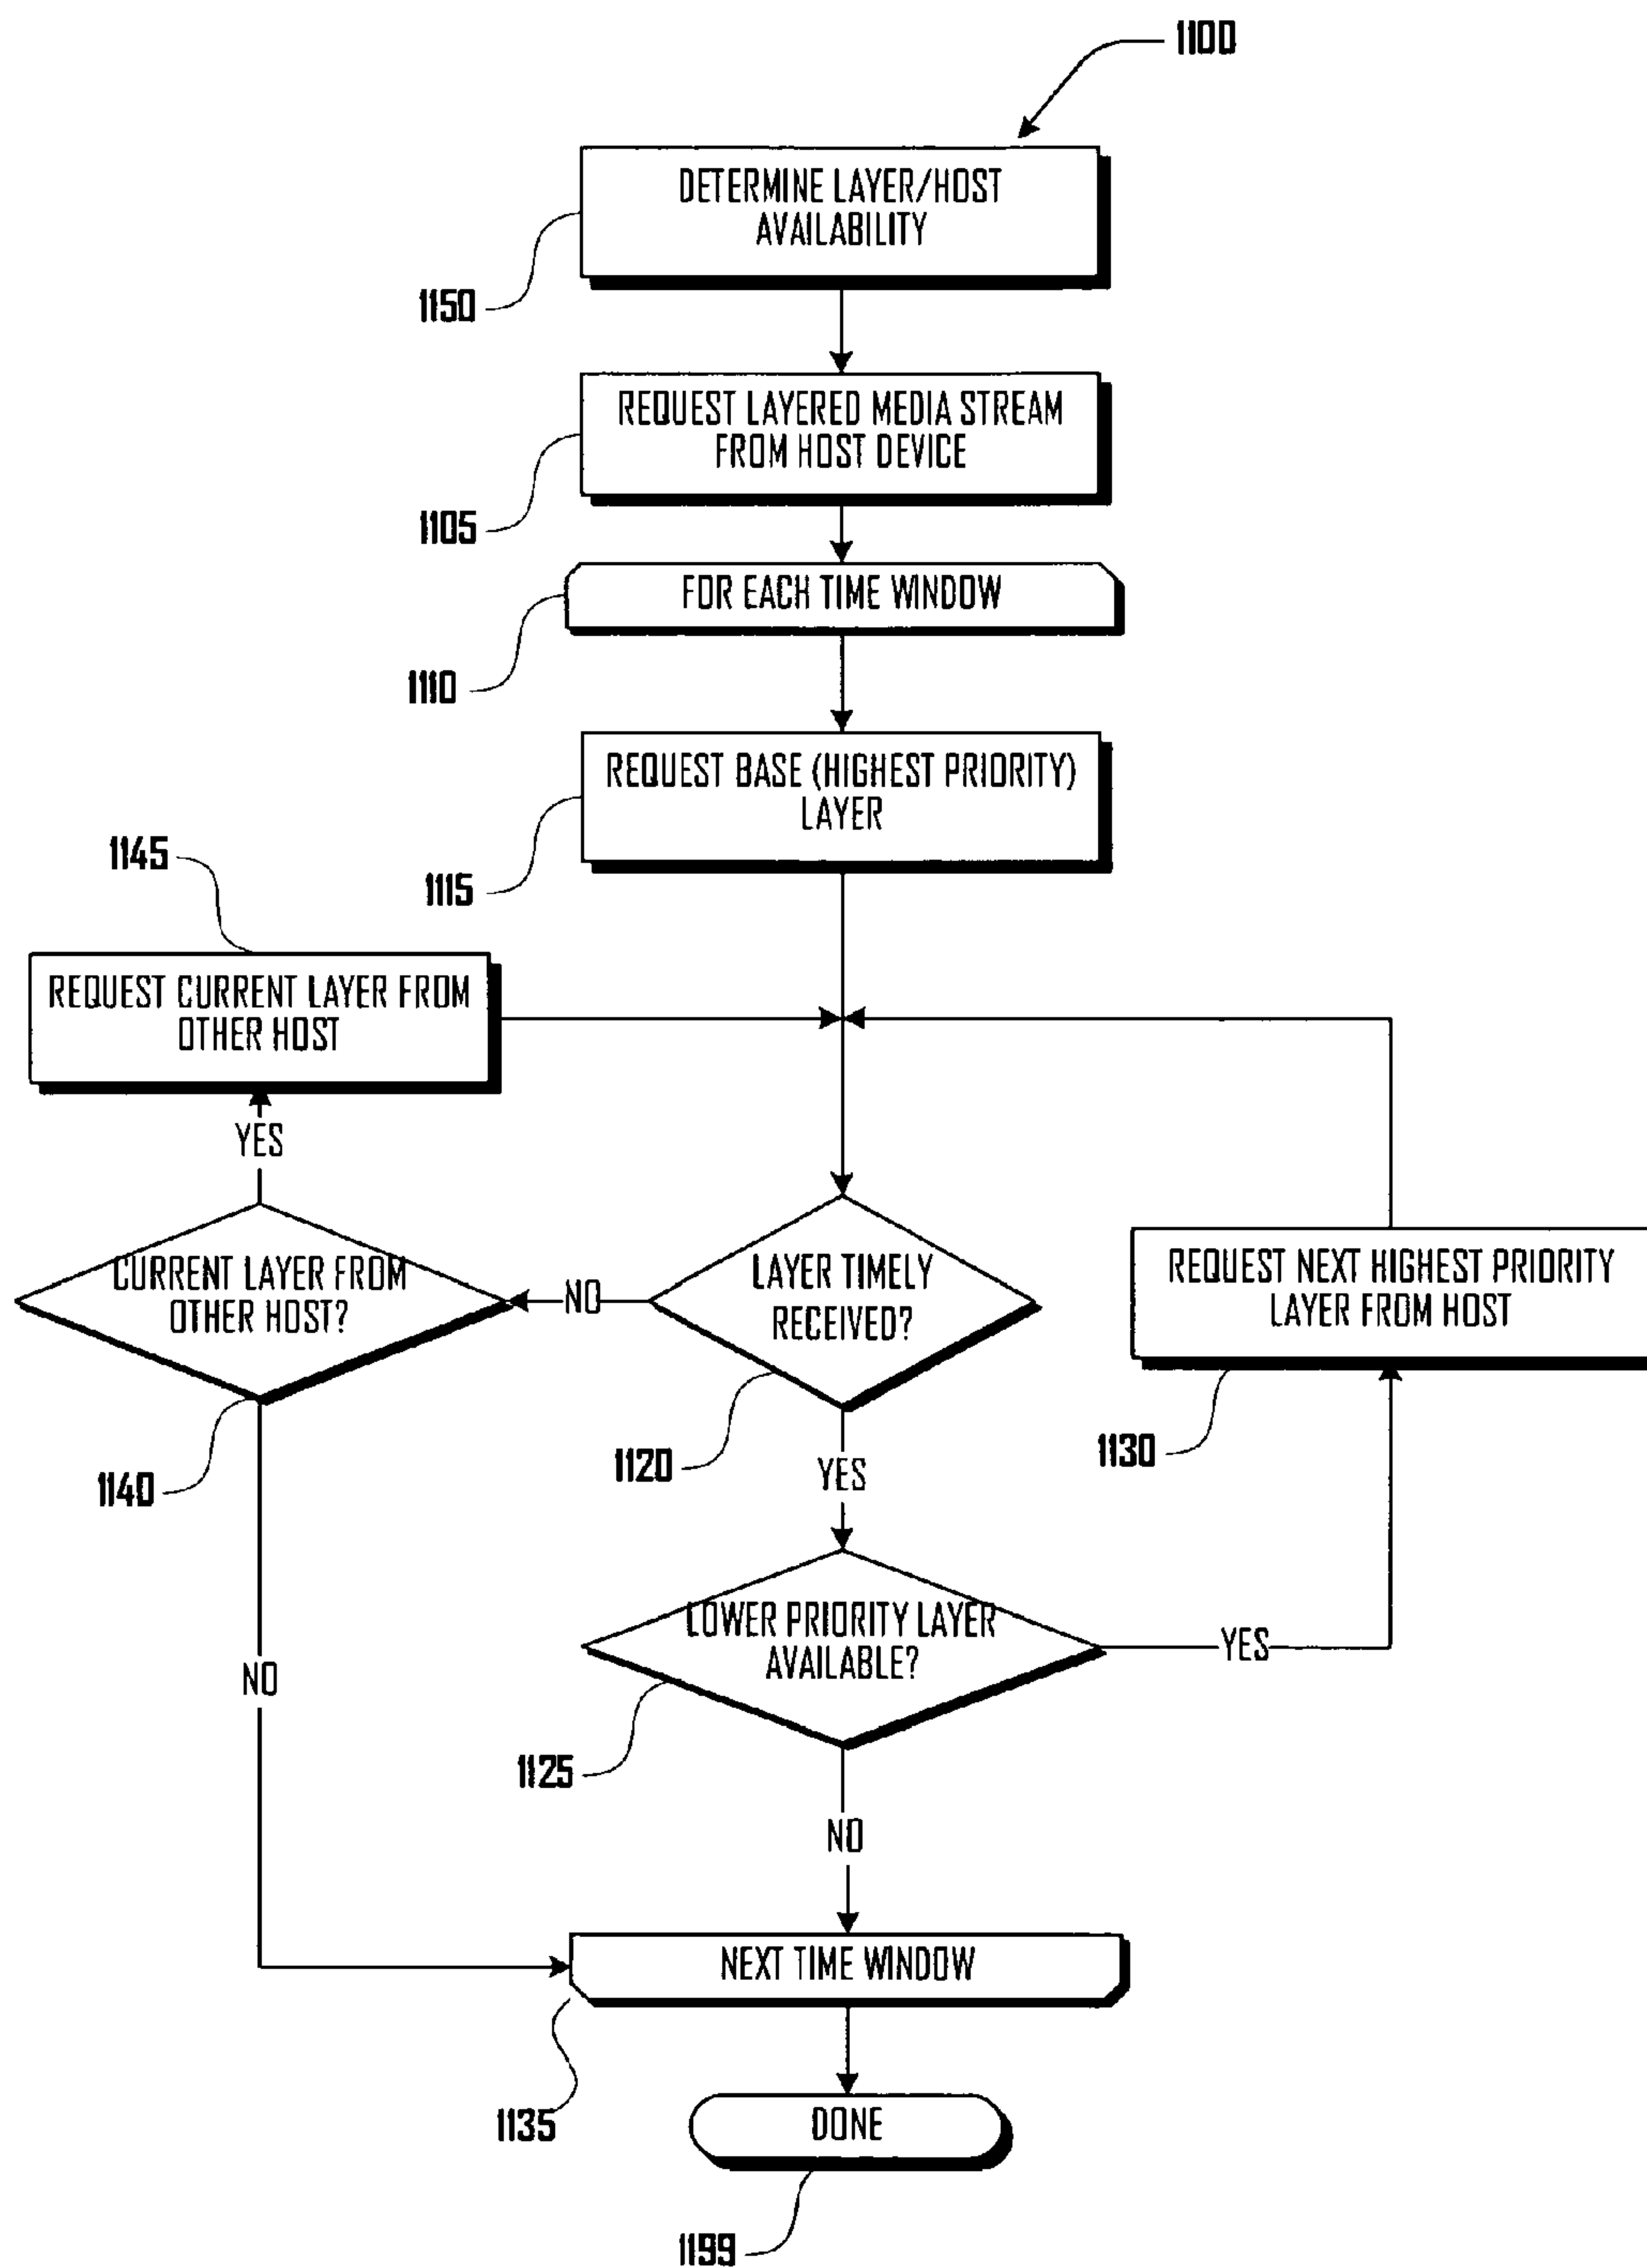 1100
DETERMINE LAYER/HOST
AVAILABILITY
1150
REQUEST LAYERED MEDIA STREAM
FROM HOST DEVICE
1105
FOR EACH TIME WINDOW
1110
REQUEST BASE (HIGHEST PRIORITY)
LAYER
1115
1145
REQUEST CURRENT LAYER FROM
OTHER HOST
YES
CURRENT LAYER FROM
OTHER HOST?
1140
NO
LAYER TIMELY
RECEIVED?
1120
REQUEST NEXT HIGHEST PRIORITY
LAYER FROM HOST
1130
YES
LOWER PRIORITY LAYER
AVAILABLE?
1125
YES
NO
NO
NEXT TIME WINDOW
1135
DONE
1199